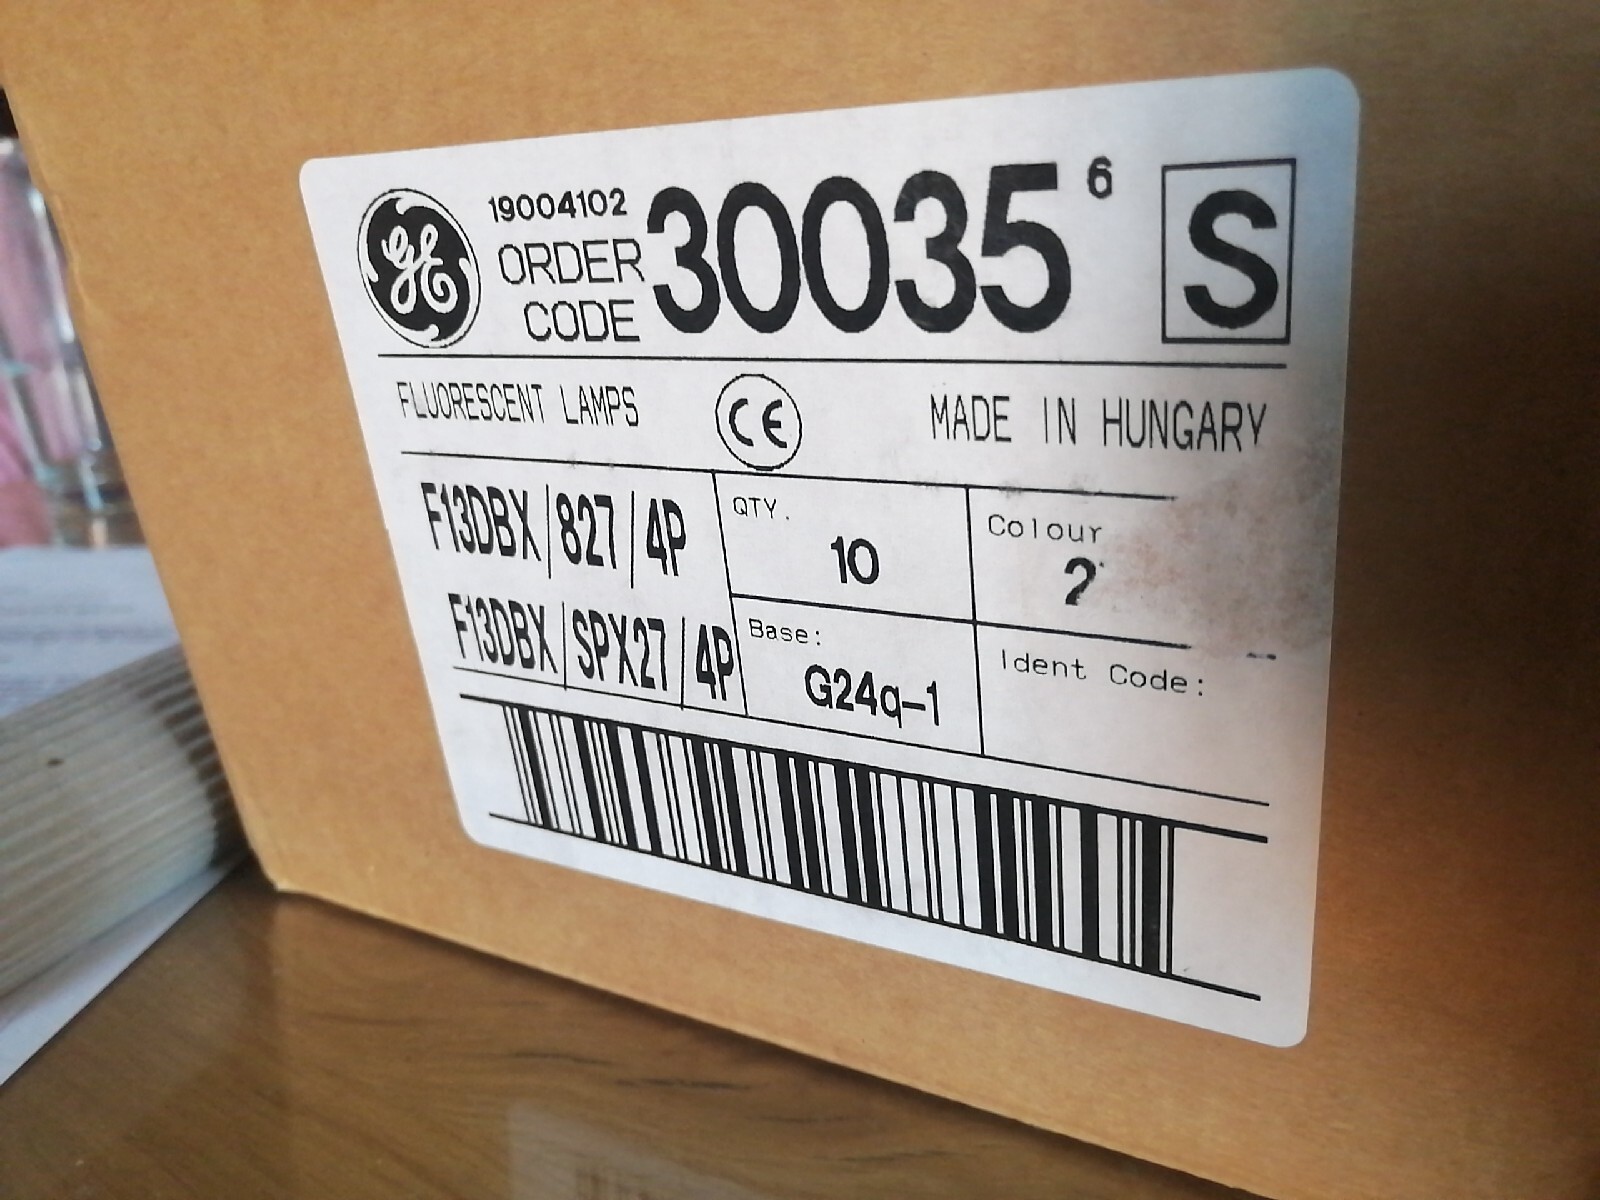 GE
19004102
ORDER CODE
30035 6
S
FLUORESCENT LAMPS
CE
MADE IN HUNGARY
F13DBX/827/4P
F13DBX/SPX27/4P
QTY.
10
Colour
Base:
G24q-1
Ident Code: